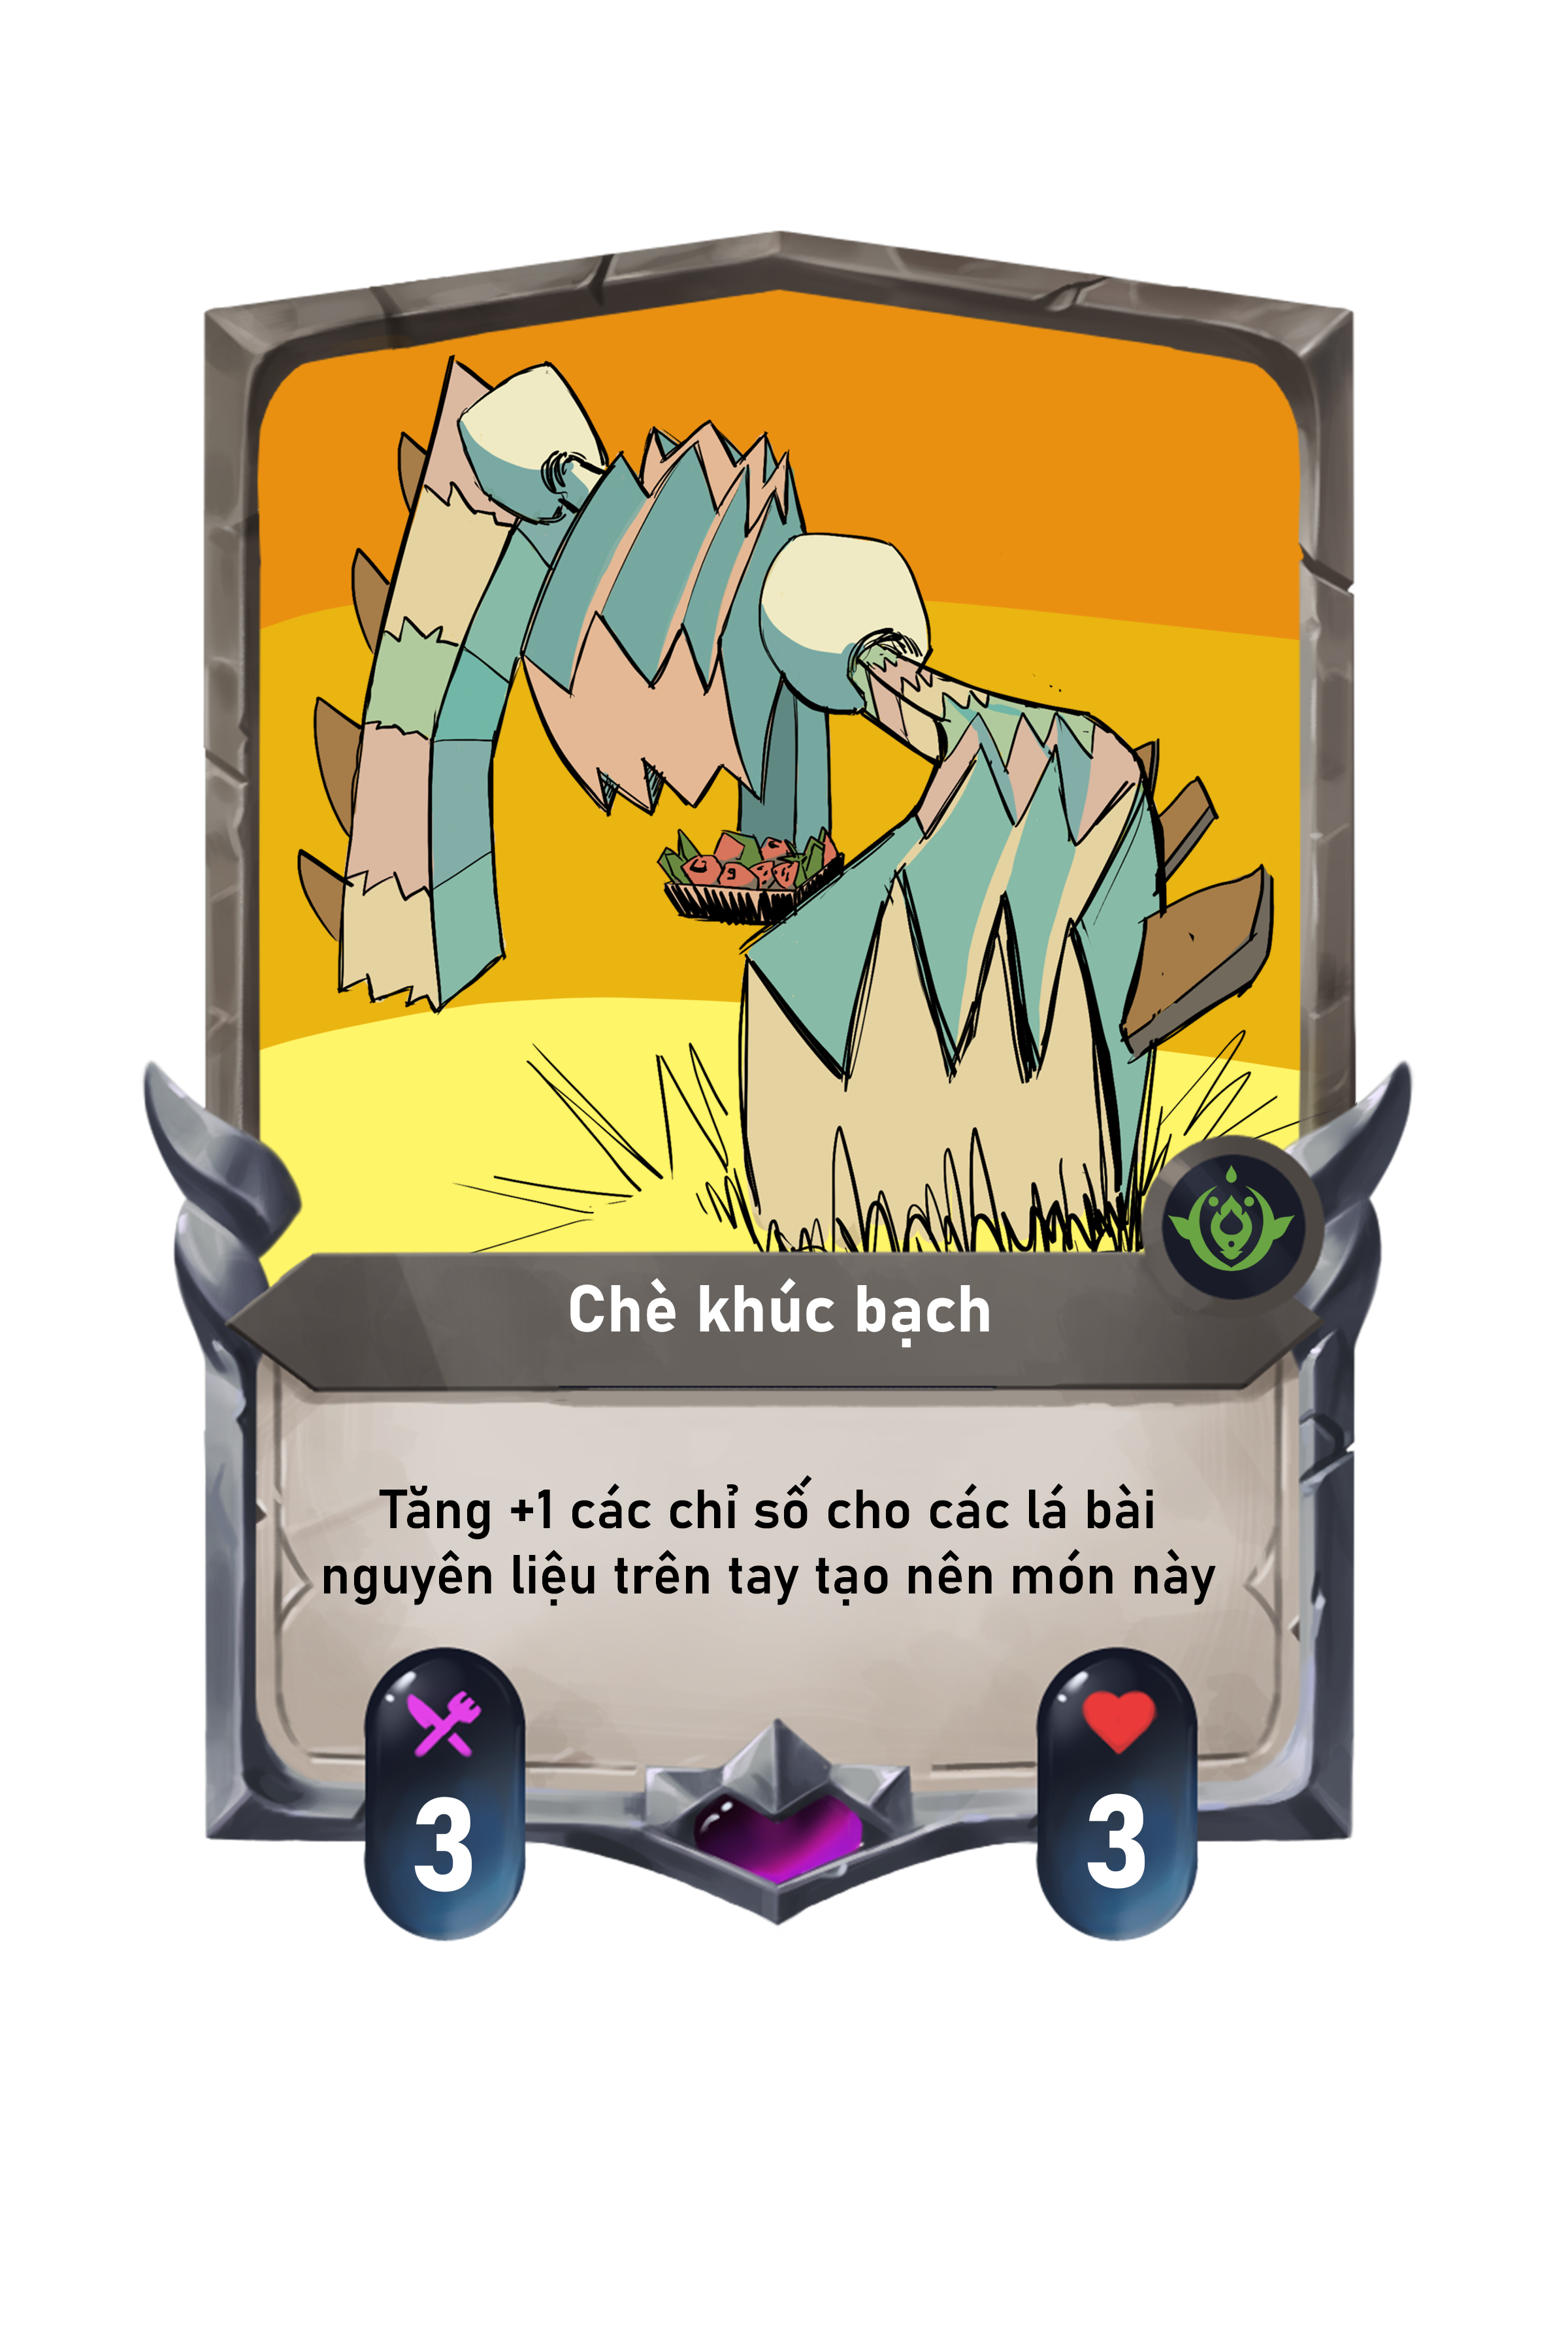 Chè khúc bạch
Tăng +1 các chỉ số cho các lá bài
nguyên liệu trên tay tạo nên món này
3
3